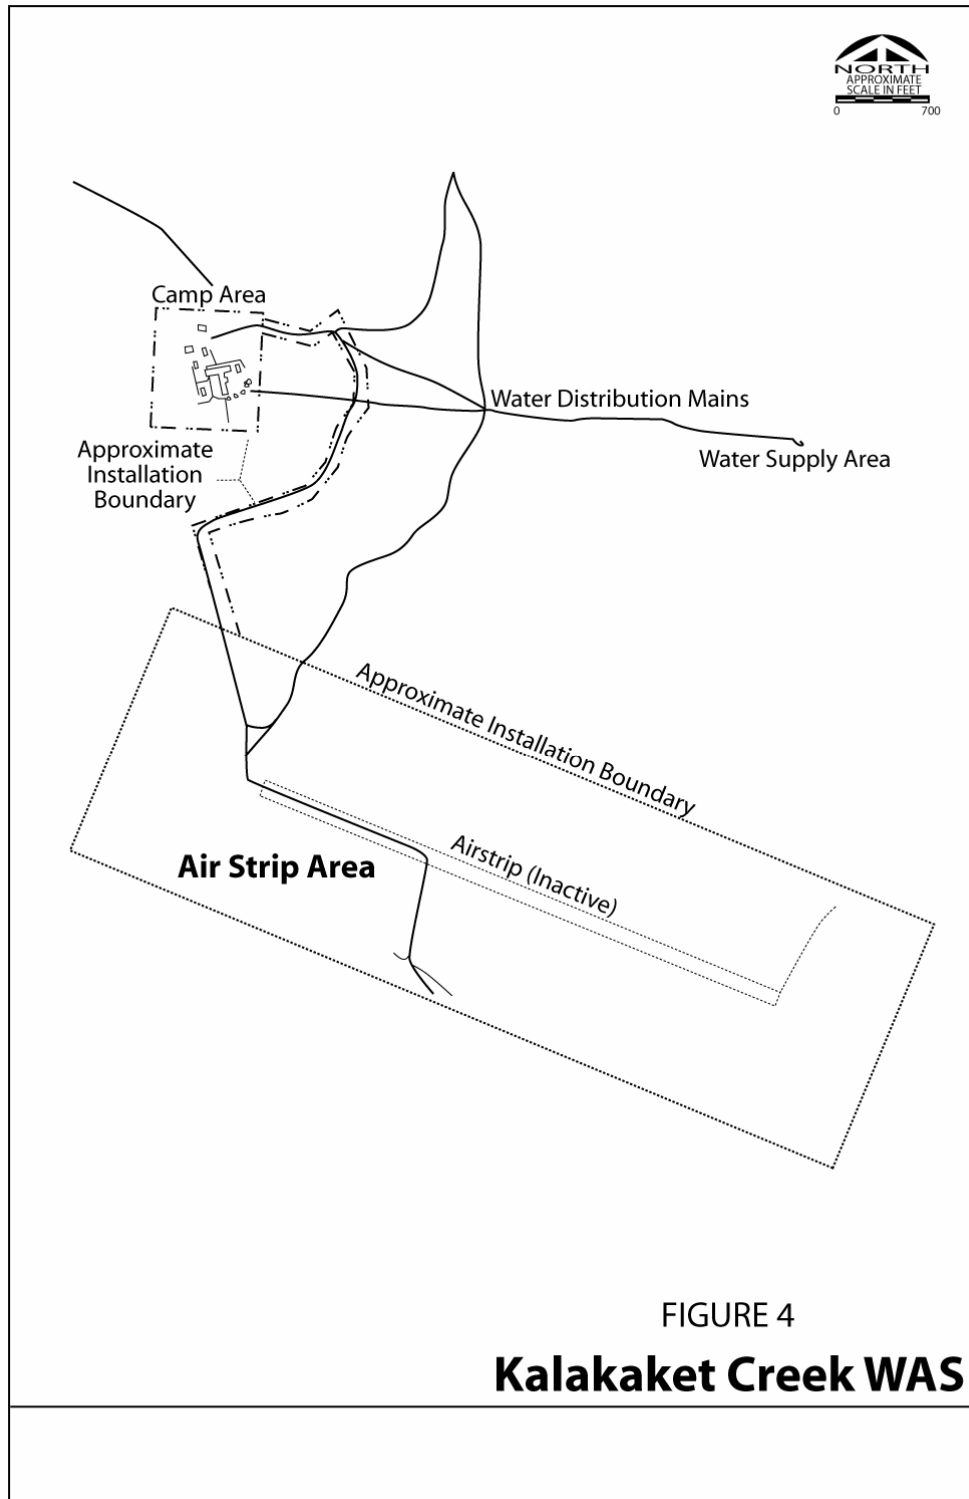 NORTH
APPROXIMATE
SCALE IN FEET
0 700
Camp Area
Water Distribution Mains
Approximate
Installation
Boundary
Water Supply Area
Approximate Installation Boundary
Airstrip (Inactive)
Air Strip Area
FIGURE 4
Kalakaket Creek WAS